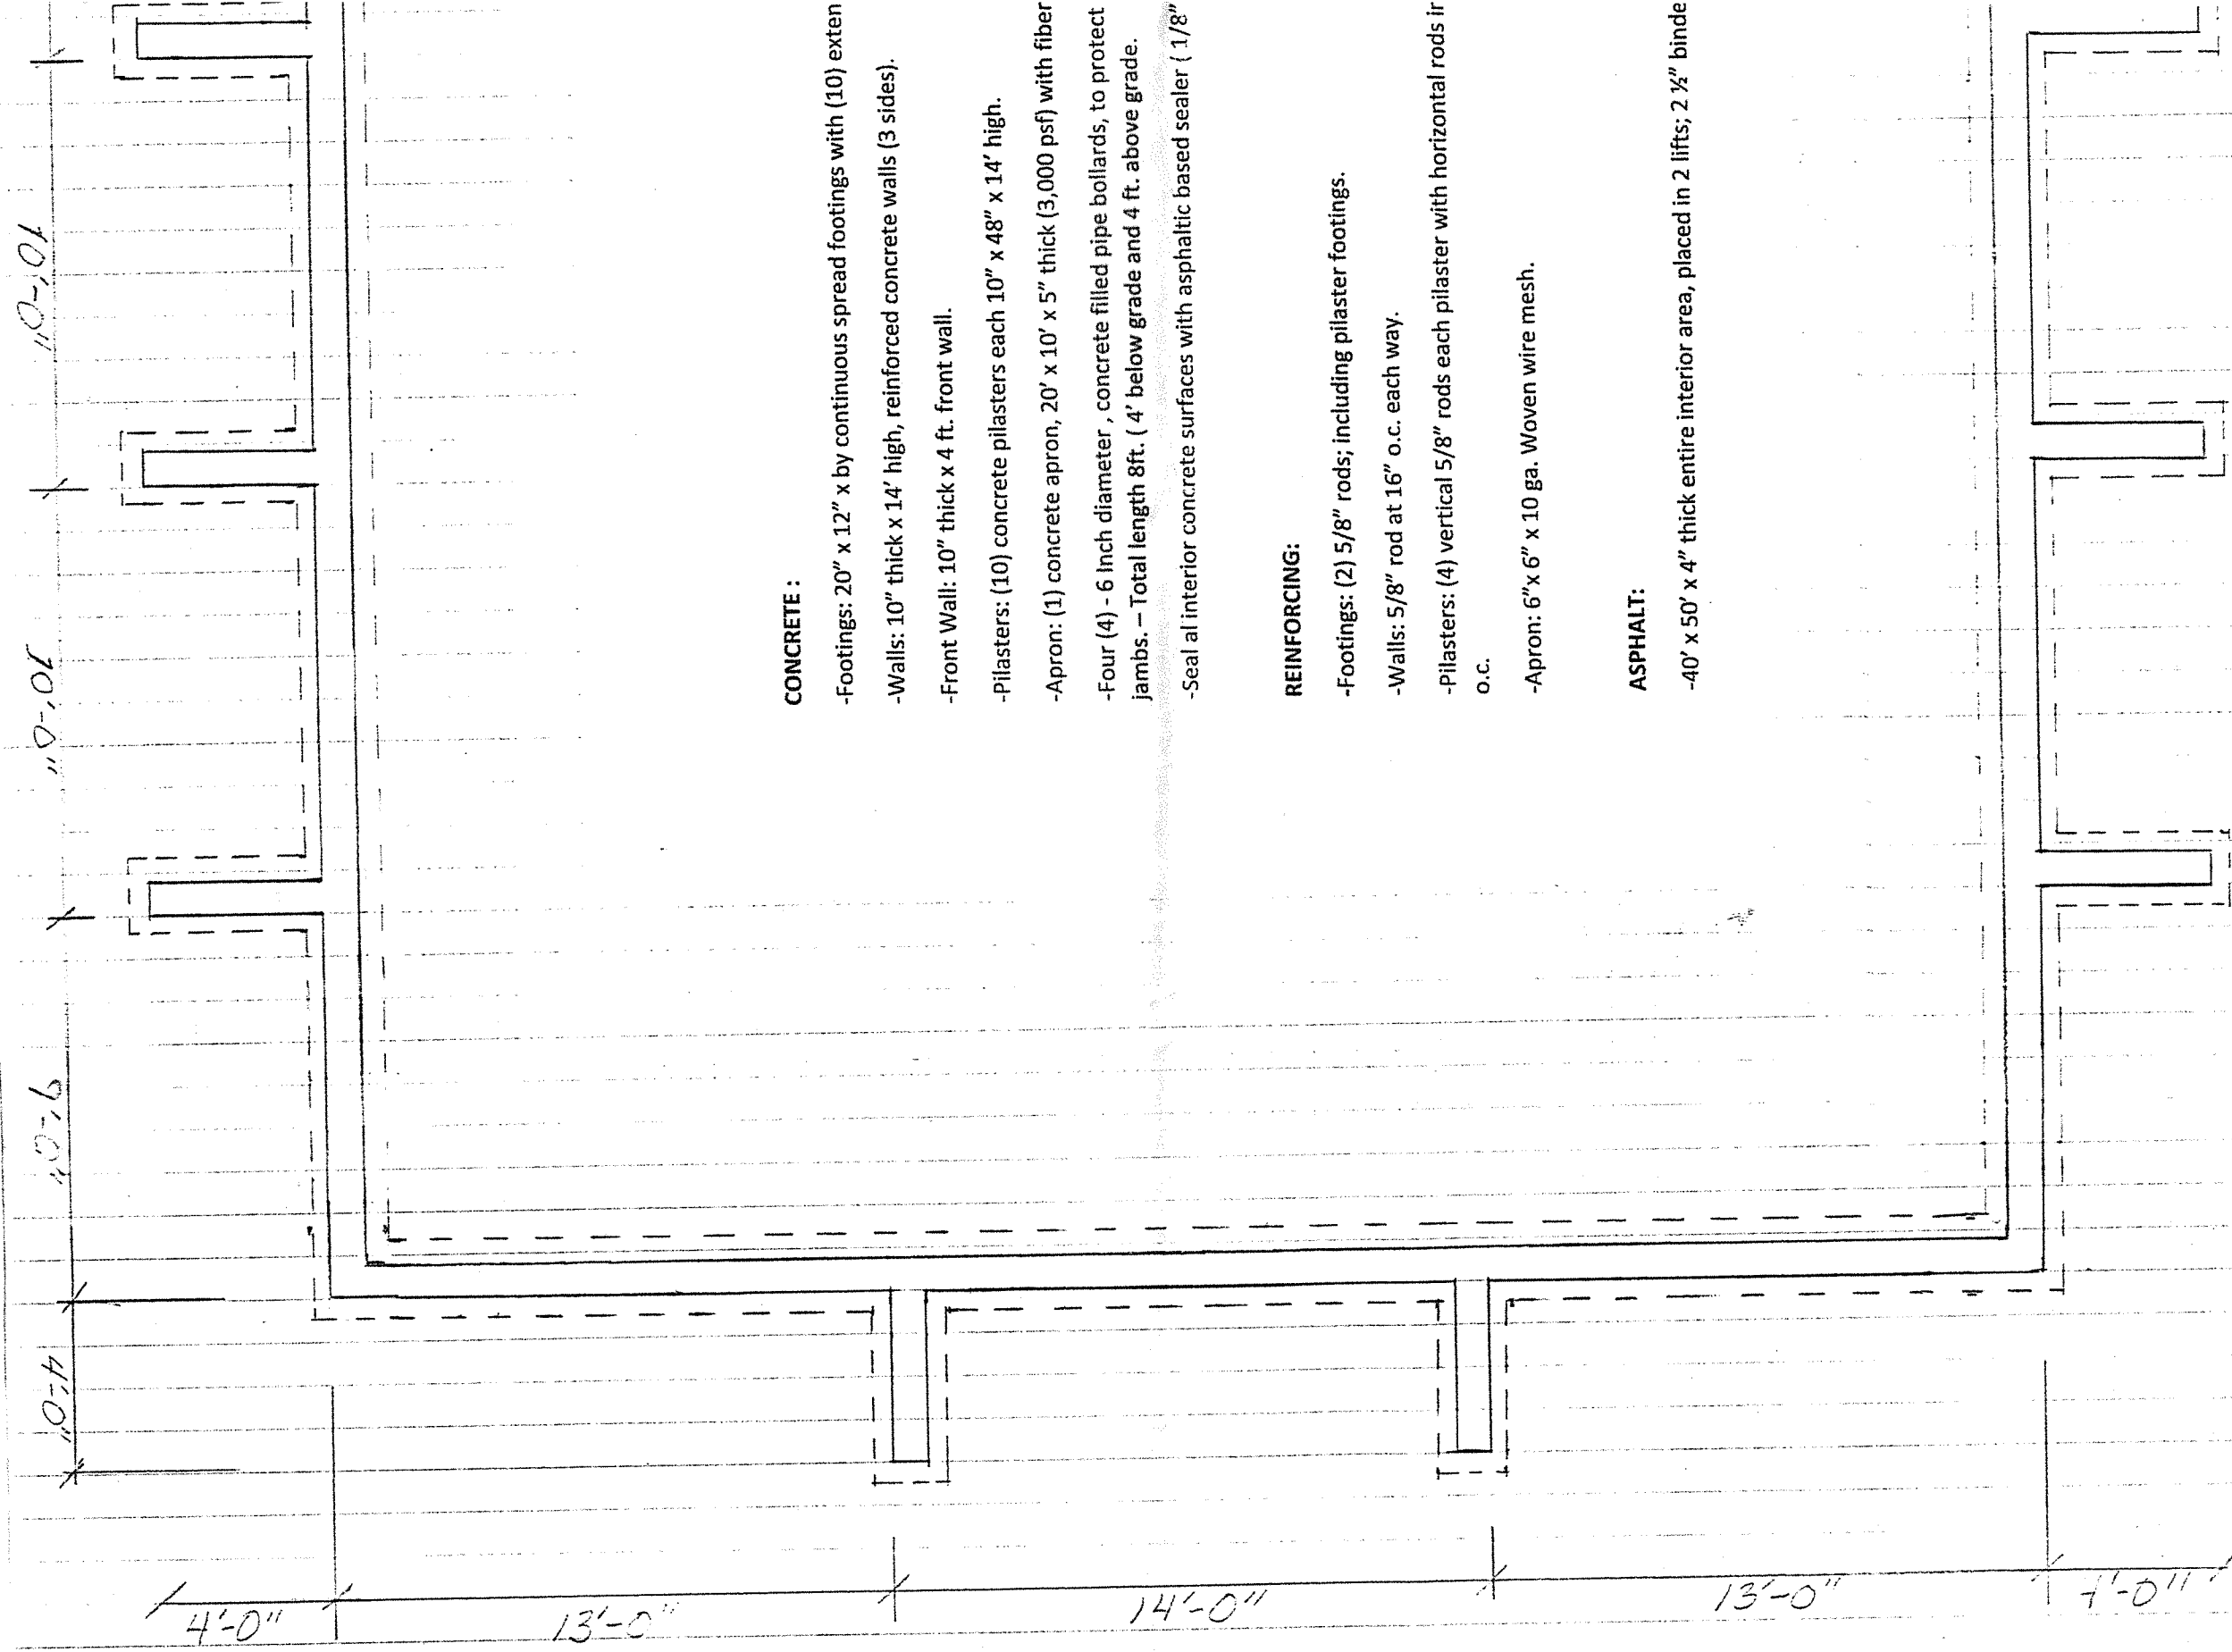 CONCRETE :
-Footings: 20” x 12” x by continuous spread footings with (10) exten
-Walls: 10” thick x 14’ high, reinforced concrete walls (3 sides).
-Front Wall: 10” thick x 4 ft. front wall.
-Pilasters: (10) concrete pilasters each 10” x 48” x 14’ high.
-Apron: (1) concrete apron, 20’ x 10’ x 5” thick (3,000 psf) with fiber
-Four (4) - 6 Inch diameter , concrete filled pipe bollards, to protect
jambs. – Total length 8ft. ( 4’ below grade and 4 ft. above grade.
-Seal al interior concrete surfaces with asphaltic based sealer ( 1/8”
REINFORCING:
-Footings: (2) 5/8” rods; including pilaster footings.
-Walls: 5/8” rod at 16” o.c. each way.
-Pilasters: (4) vertical 5/8” rods each pilaster with horizontal rods ir
o.c.
-Apron: 6”x 6” x 10 ga. Woven wire mesh.
ASPHALT:
-40’ x 50’ x 4” thick entire interior area, placed in 2 lifts; 2 ½” binde
10'-0"
10'-0"
9'-0"
4'-0"
4'-0"
13'-0"
14'-0"
13'-0"
4'-0"